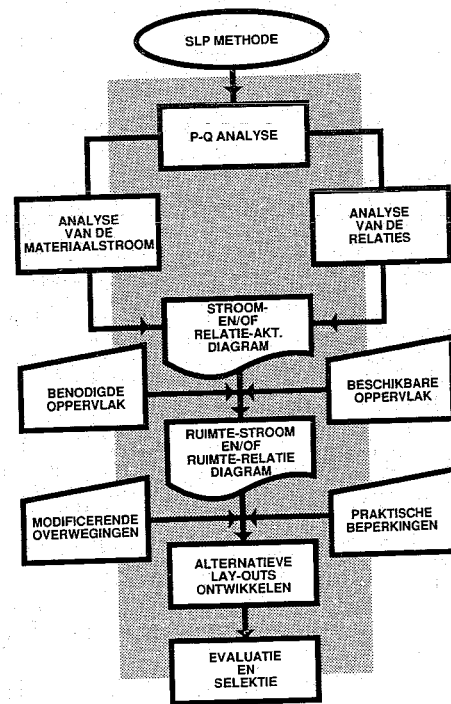 SLP METHODE
P-Q ANALYSE
ANALYSE
VAN DE
MATERIAALSTROOM
ANALYSE
VAN DE
RELATIES
STROOM-
EN/OF
RELATIE-AKT.
DIAGRAM
BENODIGDE
OPPERVLAK
BESCHIKBARE
OPPERVLAK
RUIMTE-STROOM
EN/OF
RUIMTE-RELATIE
DIAGRAM
MODIFICERENDE
OVERWEGINGEN
PRAKTISCHE
BEPERKINGEN
ALTERNATIEVE
LAY-OUTS
ONTWIKKELEN
EVALUATIE
EN
SELEKTIE